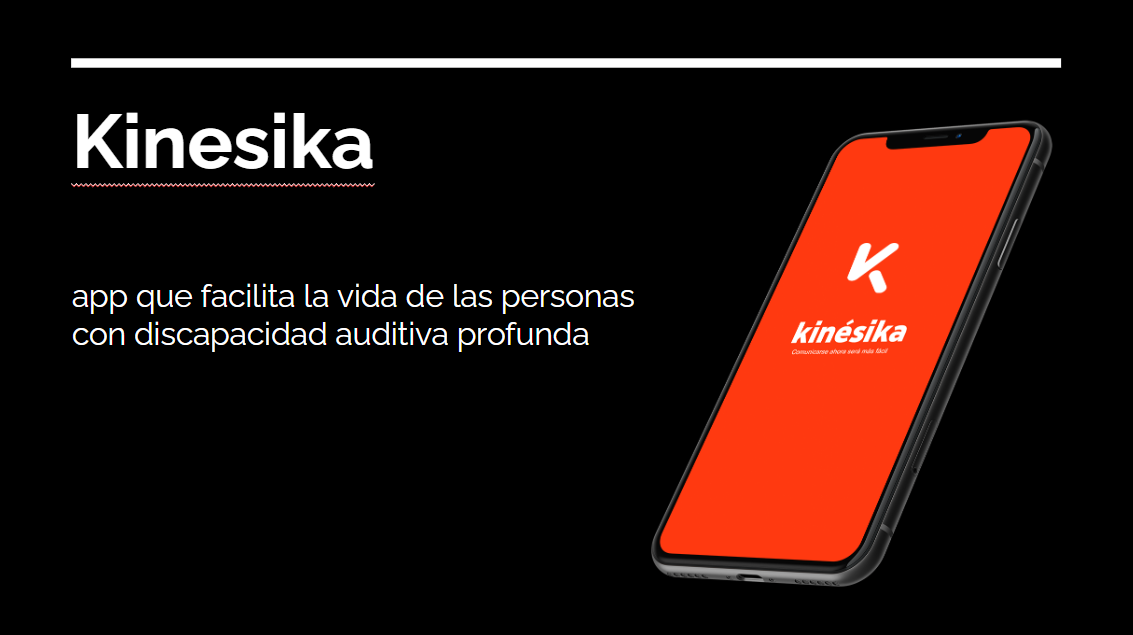 Kinesika
app que facilita la vida de las personas
con discapacidad auditiva profunda
kinésika
Comunicarse ahora será más fácil